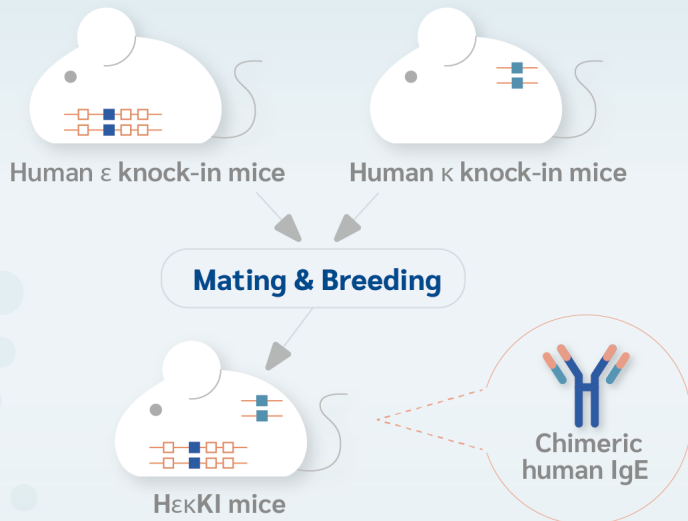 Human ε knock-in mice
Human κ knock-in mice
Mating & Breeding
Chimeric
human IgE
HεκKI mice